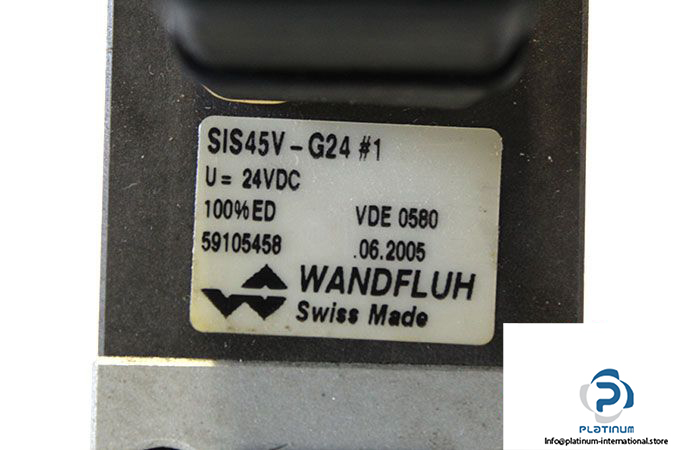 SIS45V-G24 #1
U= 24VDC
100%ED VDE 0580
59105458 .06.2005
WANDFLUH
Swiss Made
PLATINUM
Info@platinum-international.store